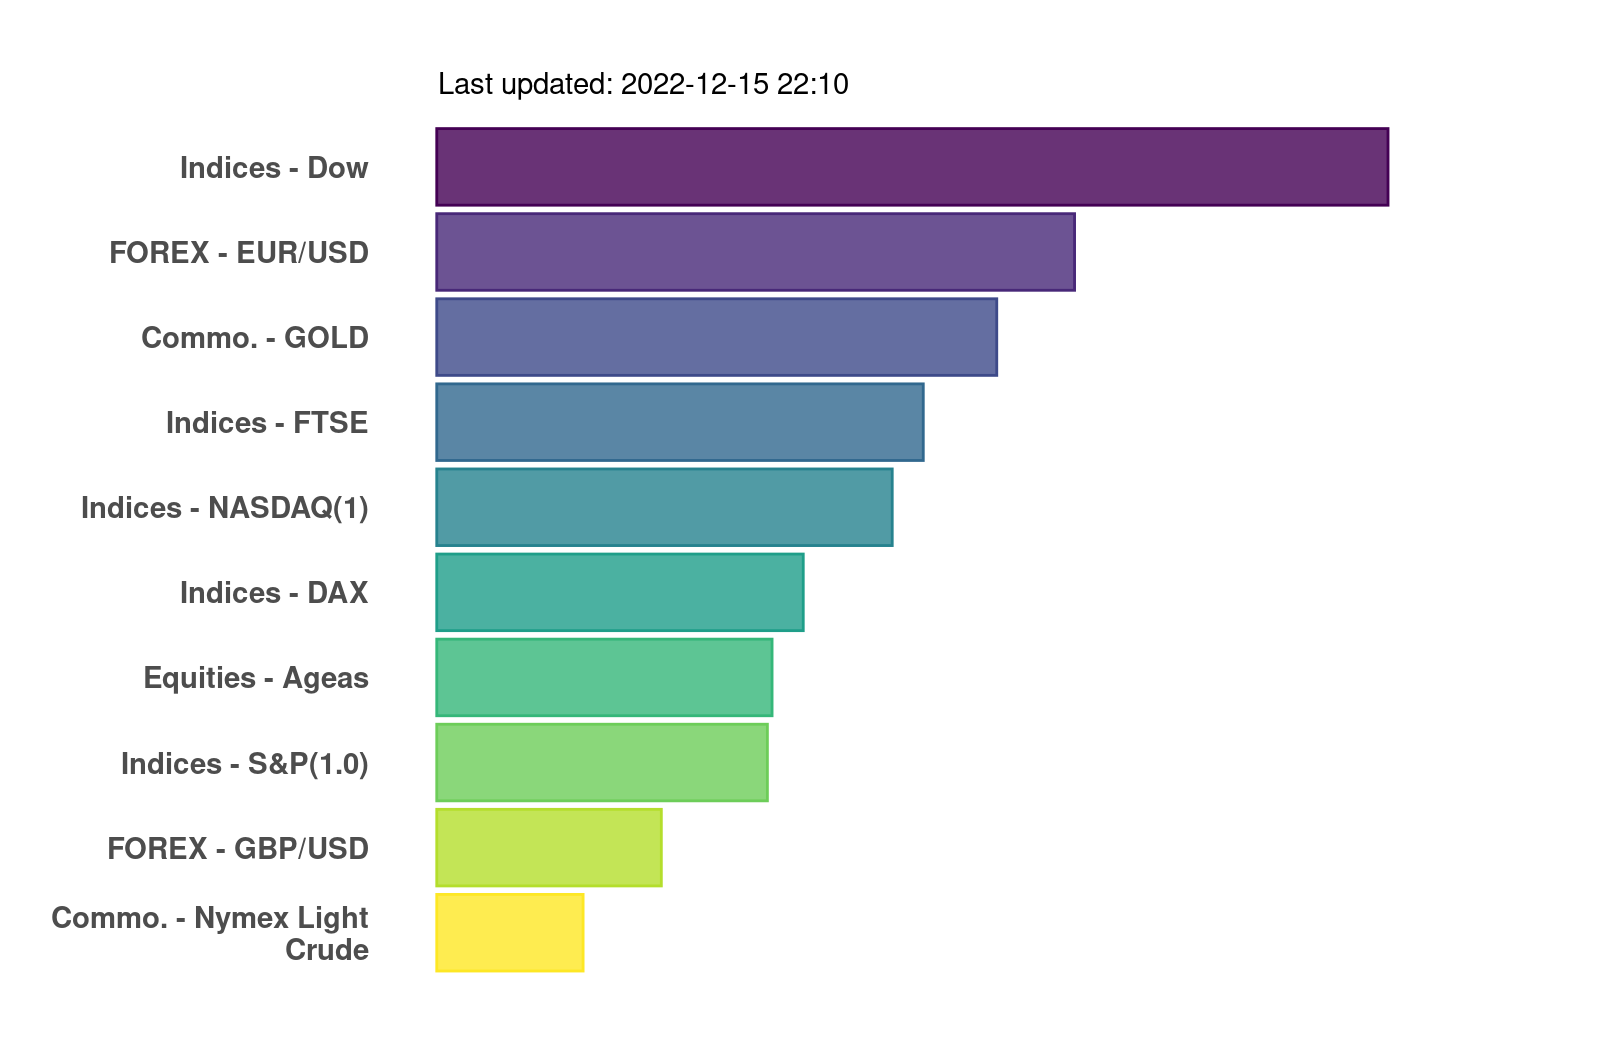 Last updated: 2022-12-15 22:10
Indices - Dow
FOREX - EUR/USD
Commo. - GOLD
Indices - FTSE
Indices - NASDAQ(1)
Indices - DAX
Equities - Ageas
Indices - S&P(1.0)
FOREX - GBP/USD
Commo. - Nymex Light
Crude